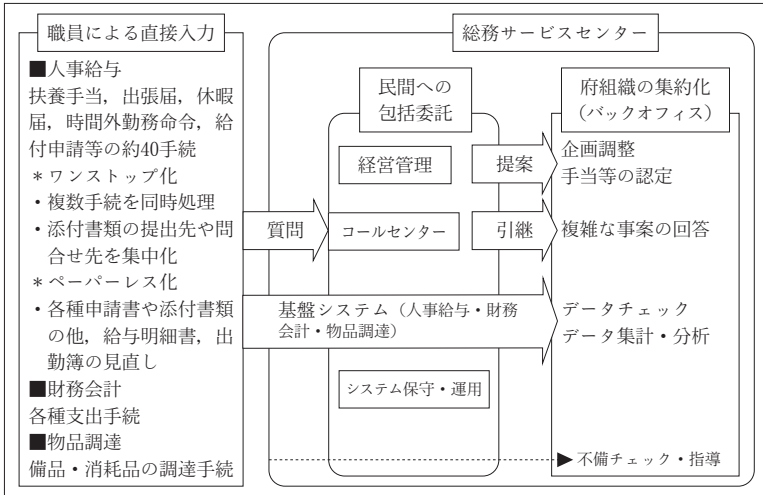 職員による直接入力
■人事給与
扶養手当，出張届，休暇
届，時間外勤務命令，給
付申請等の約40手続
＊ワンストップ化
・複数手続を同時処理
・添付書類の提出先や問
合せ先を集中化
＊ペーパーレス化
・各種申請書や添付書類
の他，給与明細書，出
勤簿の見直し
■財務会計
各種支出手続
■物品調達
備品・消耗品の調達手続
総務サービスセンター
民間への
包括委託
経営管理
質問
コールセンター
基盤システム（人事給与・財務
会計・物品調達）
システム保守・運用
提案
引継
府組織の集約化
（バックオフィス）
企画調整
手当等の認定
複雑な事案の回答
データチェック
データ集計・分析
不備チェック・指導